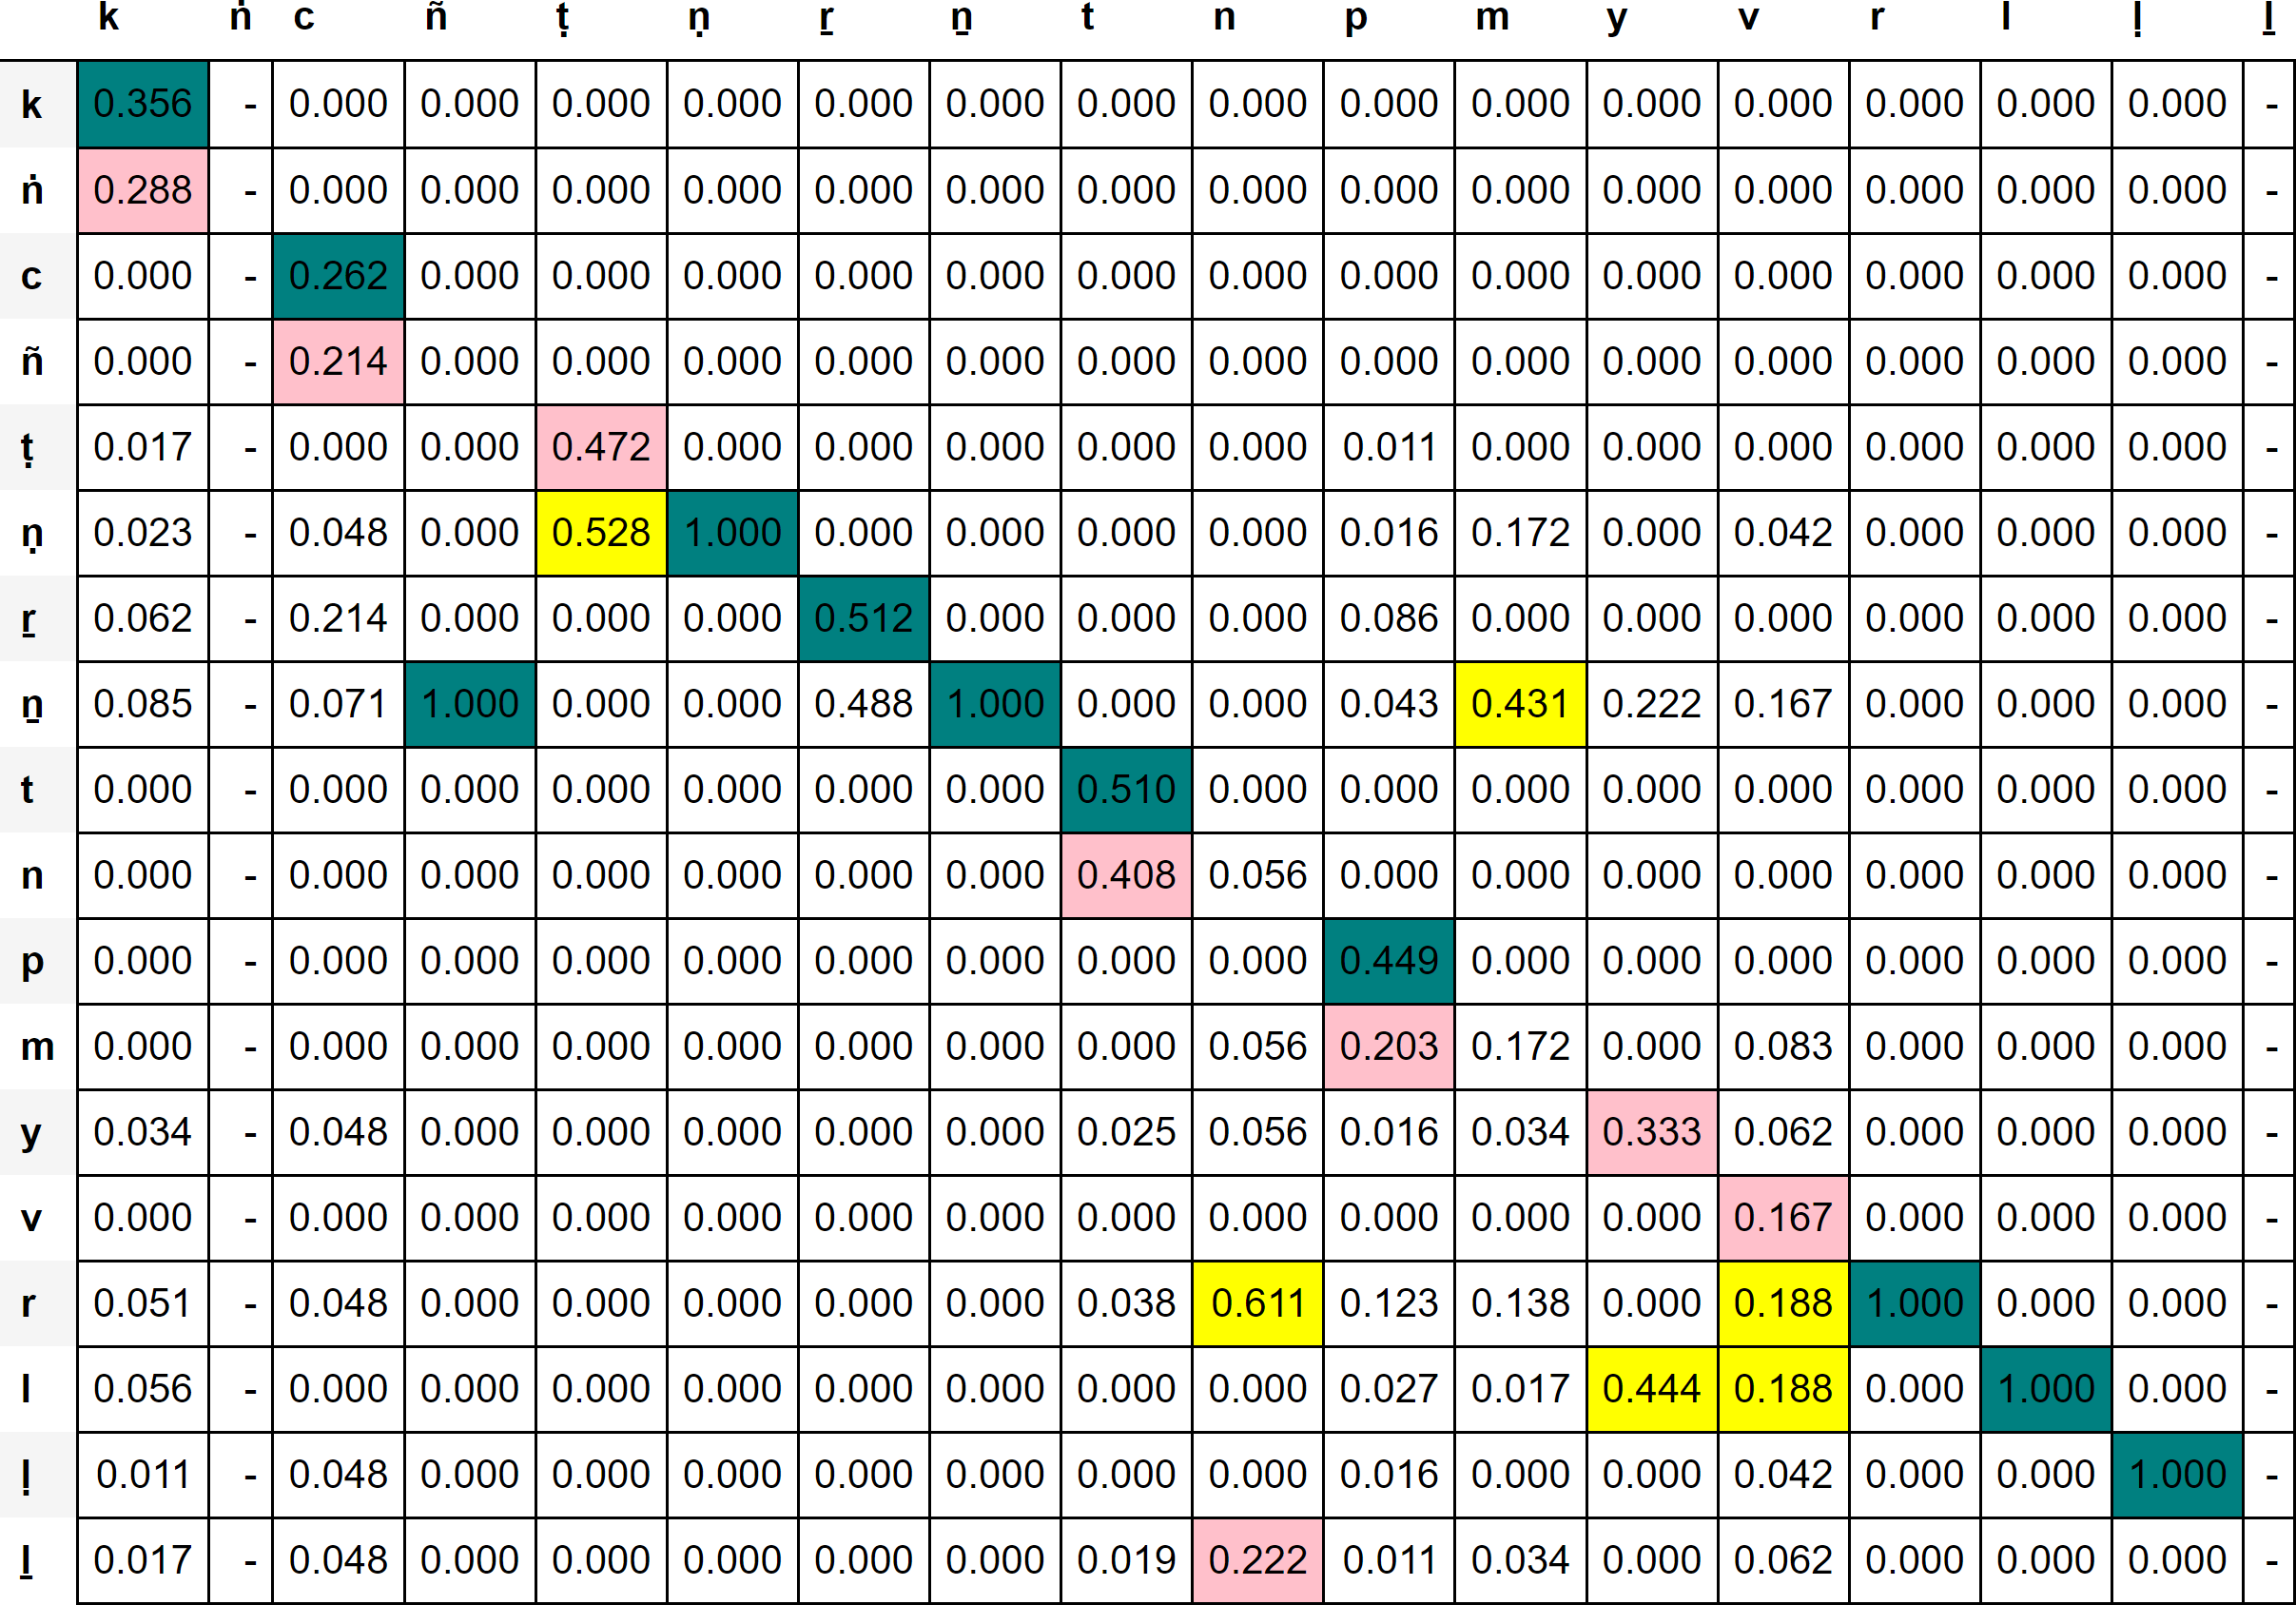 k ṅ c ñ ṭ ṇ ṟ ṉ t n p m y v r l ḷ ḻ
k 0.356 - 0.000 0.000 0.000 0.000 0.000 0.000 0.000 0.000 0.000 0.000 0.000 0.000 0.000 0.000 0.000 -
ṅ 0.288 - 0.000 0.000 0.000 0.000 0.000 0.000 0.000 0.000 0.000 0.000 0.000 0.000 0.000 0.000 0.000 -
c 0.000 - 0.262 0.000 0.000 0.000 0.000 0.000 0.000 0.000 0.000 0.000 0.000 0.000 0.000 0.000 0.000 -
ñ 0.000 - 0.214 0.000 0.000 0.000 0.000 0.000 0.000 0.000 0.000 0.000 0.000 0.000 0.000 0.000 0.000 -
ṭ 0.017 - 0.000 0.000 0.472 0.000 0.000 0.000 0.000 0.000 0.011 0.000 0.000 0.000 0.000 0.000 0.000 -
ṇ 0.023 - 0.048 0.000 0.528 1.000 0.000 0.000 0.000 0.000 0.016 0.172 0.000 0.042 0.000 0.000 0.000 -
ṟ 0.062 - 0.214 0.000 0.000 0.000 0.512 0.000 0.000 0.000 0.086 0.000 0.000 0.000 0.000 0.000 0.000 -
ṉ 0.085 - 0.071 1.000 0.000 0.000 0.488 1.000 0.000 0.000 0.043 0.431 0.222 0.167 0.000 0.000 0.000 -
t 0.000 - 0.000 0.000 0.000 0.000 0.000 0.000 0.510 0.000 0.000 0.000 0.000 0.000 0.000 0.000 0.000 -
n 0.000 - 0.000 0.000 0.000 0.000 0.000 0.000 0.408 0.056 0.000 0.000 0.000 0.000 0.000 0.000 0.000 -
p 0.000 - 0.000 0.000 0.000 0.000 0.000 0.000 0.000 0.000 0.449 0.000 0.000 0.000 0.000 0.000 0.000 -
m 0.000 - 0.000 0.000 0.000 0.000 0.000 0.000 0.000 0.056 0.203 0.172 0.000 0.083 0.000 0.000 0.000 -
y 0.034 - 0.048 0.000 0.000 0.000 0.000 0.000 0.025 0.056 0.016 0.034 0.333 0.062 0.000 0.000 0.000 -
v 0.000 - 0.000 0.000 0.000 0.000 0.000 0.000 0.000 0.000 0.000 0.000 0.000 0.167 0.000 0.000 0.000 -
r 0.051 - 0.048 0.000 0.000 0.000 0.000 0.000 0.038 0.611 0.123 0.138 0.000 0.188 1.000 0.000 0.000 -
l 0.056 - 0.000 0.000 0.000 0.000 0.000 0.000 0.000 0.000 0.027 0.017 0.444 0.188 0.000 1.000 0.000 -
ḷ 0.011 - 0.048 0.000 0.000 0.000 0.000 0.000 0.000 0.000 0.016 0.000 0.000 0.042 0.000 0.000 1.000 -
ḻ 0.017 - 0.048 0.000 0.000 0.000 0.000 0.000 0.019 0.222 0.011 0.034 0.000 0.062 0.000 0.000 0.000 -